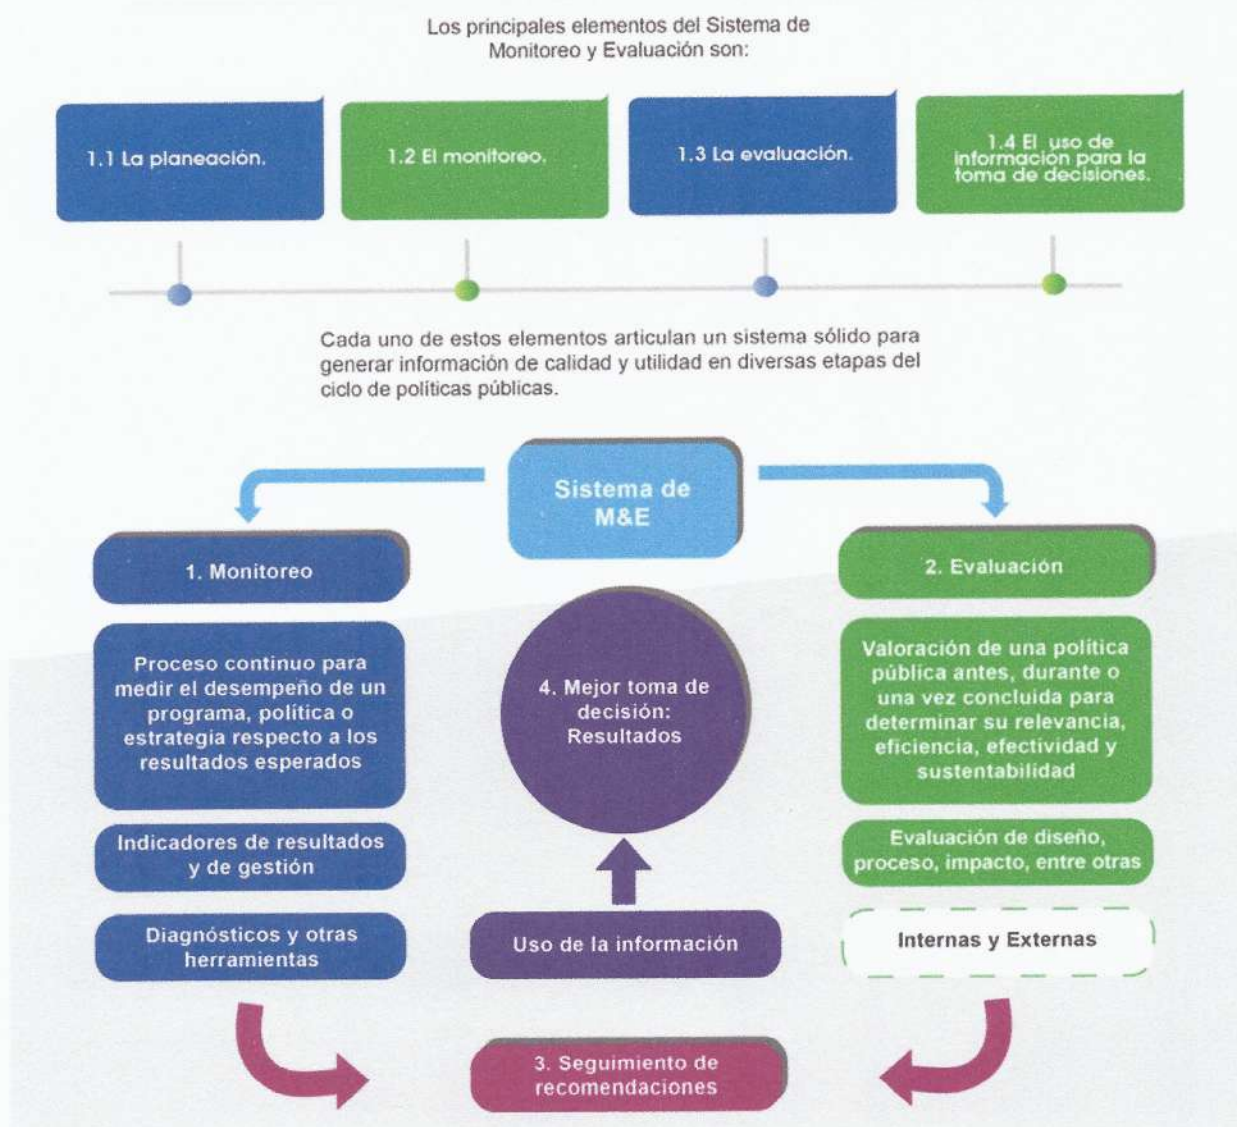 Los principales elementos del Sistema de
Monitoreo y Evaluación son:
1.1 La planeación.
1.2 El monitoreo.
1.3 La evaluación.
1.4 El uso de
información para la
toma de decisiones.
Cada uno de estos elementos articulan un sistema sólido para
generar información de calidad y utilidad en diversas etapas del
ciclo de políticas públicas.
Sistema de
M&E
1. Monitoreo
Proceso continuo para
medir el desempeño de un
programa, política o
estrategia respecto a los
resultados esperados
Indicadores de resultados
y de gestión
Diagnósticos y otras
herramientas
2. Evaluación
Valoración de una política
pública antes, durante o
una vez concluida para
determinar su relevancia,
eficiencia, efectividad y
sustentabilidad
Evaluación de diseño,
proceso, impacto, entre otras
Internas y Externas
4. Mejor toma de
decisión:
Resultados
Uso de la información
3. Seguimiento de
recomendaciones